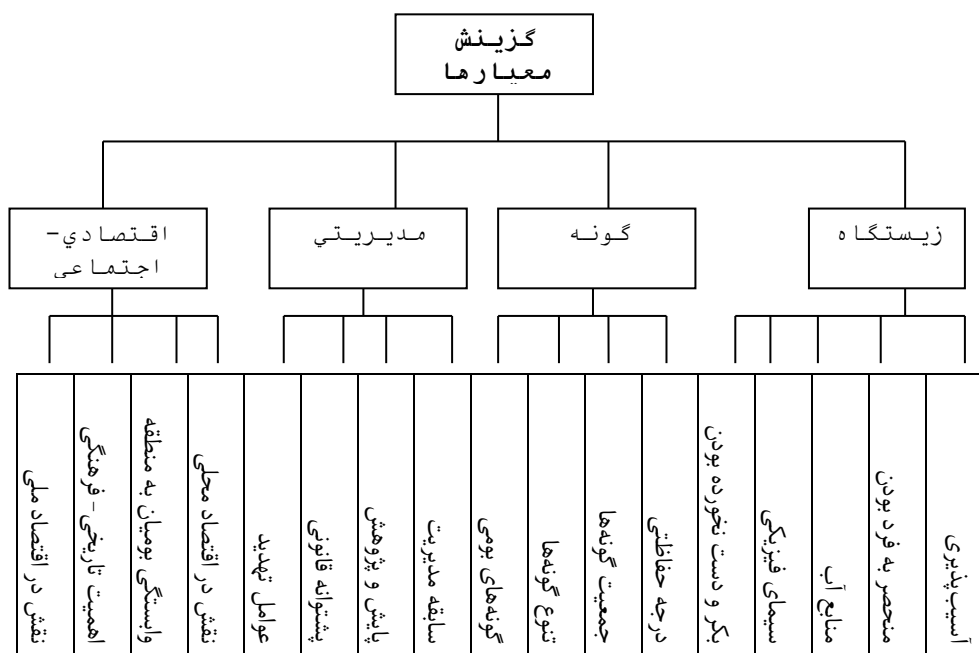 گزینش
معیارها
زیستگاه
گونه
مدیریتي
اقتصادي-
اجتماعی
آسیب‌پذیری
منحصر به فرد بودن
منابع آب
سیمای فیزیکی
بکر و دست نخورده بودن
درجه حفاظتی
جمعیت گونه‌ها
تنوع گونه‌ها
گونه‌های بومی
سابقه مدیریت
پایش و پژوهش
پشتوانه قانونی
عوامل تهدید
نقش در اقتصاد محلی
وابستگی بومیان به منطقه
اهمیت تاریخی- فرهنگی
نقش در اقتصاد ملی